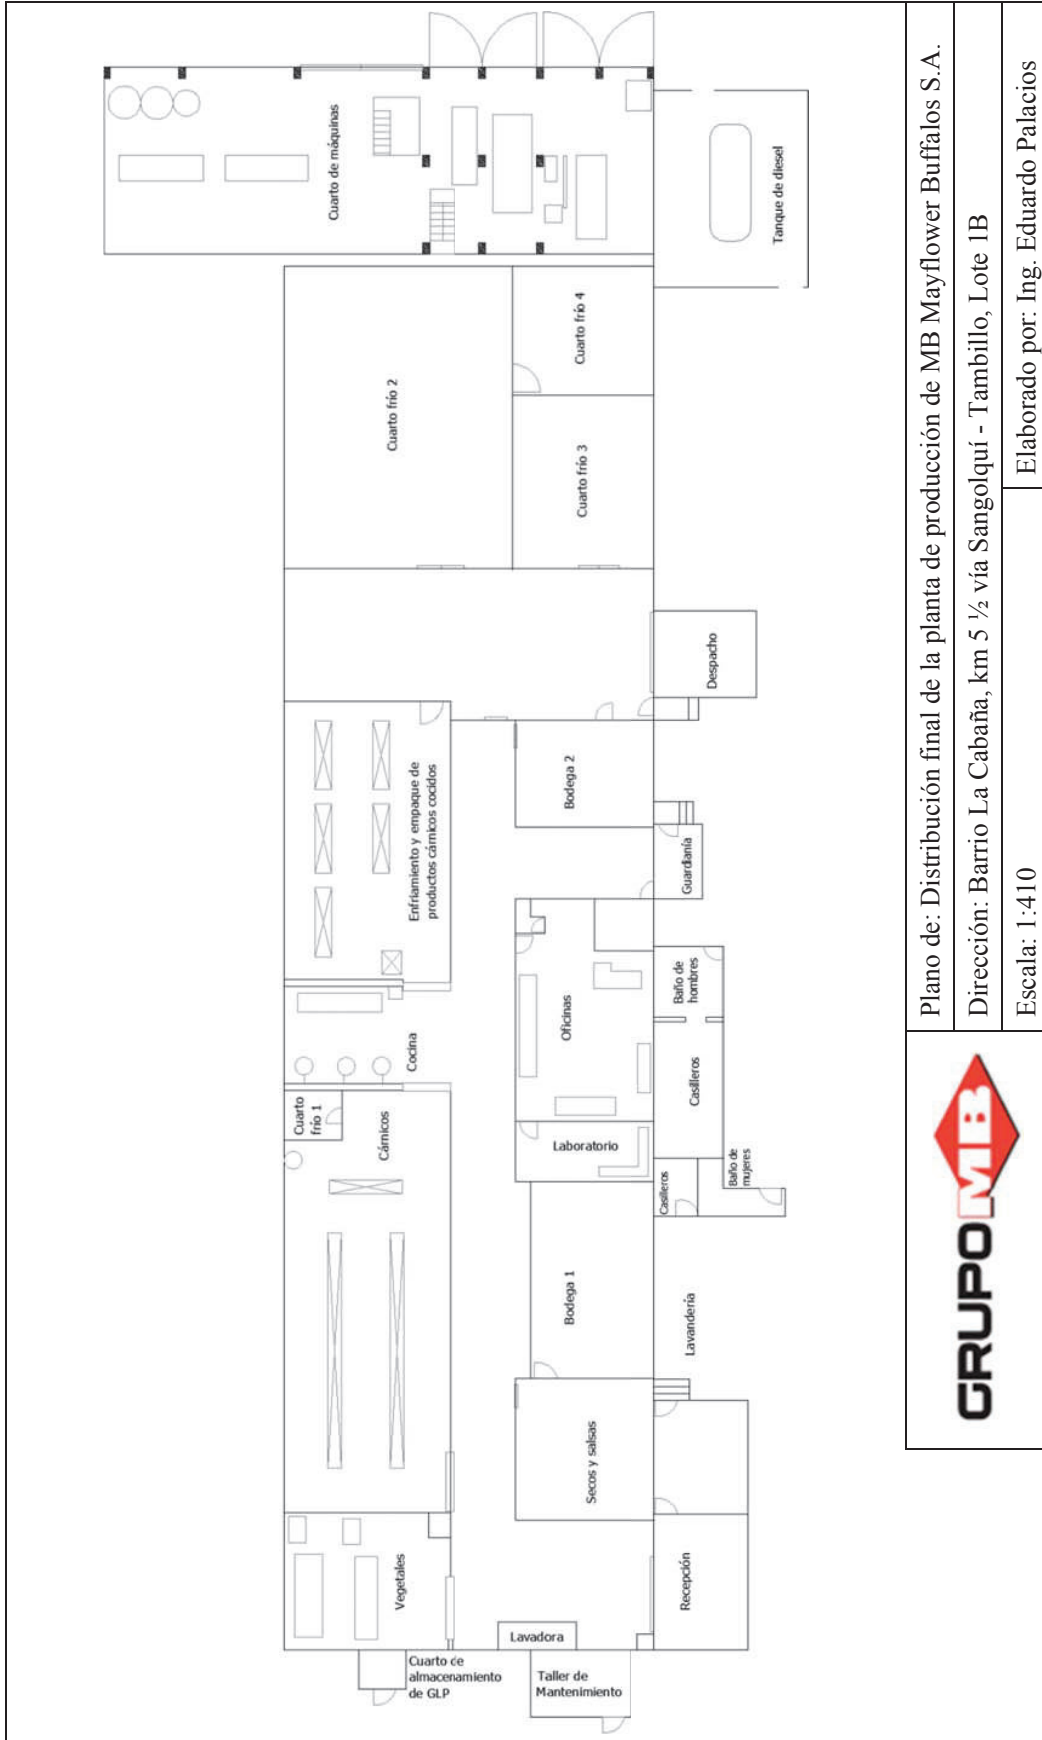 Cuarto de máquinas
Tanque de diesel
Cuarto frío 2
Cuarto frío 4
Cuarto frío 3
Despacho
Enfriamiento y empaque de
productos cárnicos cocidos
Bodega 2
Guardianía
Cocina
Oficinas
Baño de
hombres
Casilleros
Cuarto
frío 1
Cárnicos
Laboratorio
Casilleros
Baño de
mujeres
Bodega 1
Lavandería
Secos y salsas
Vegetales
Recepción
Lavadora
Cuarto de
almacenamiento
de GLP
Taller de
Mantenimiento
GRUPO MB
Plano de: Distribución final de la planta de producción de MB Mayflower Buffalos S.A.
Dirección: Barrio La Cabaña, km 5 ½ vía Sangolquí - Tambillo, Lote 1B
Escala: 1:410
Elaborado por: Ing. Eduardo Palacios